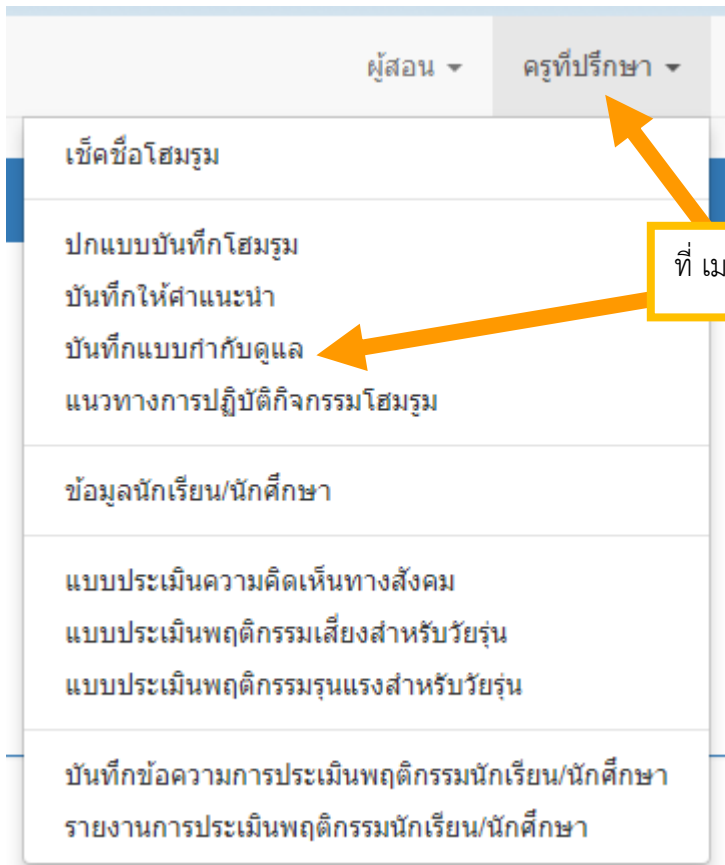 ผู้สอน ครูที่ปรึกษา
เช็คชื่อโฮมรูม
ที่ เม
ปกแบบบันทึกโฮมรูม
บันทึกให้คำแนะนำ
บันทึกแบบกำกับดูแล
แนวทางการปฏิบัติกิจกรรมโฮมรูม
ข้อมูลนักเรียน/นักศึกษา
แบบประเมินความคิดเห็นทางสังคม
แบบประเมินพฤติกรรมเสี่ยงสำหรับวัยรุ่น
แบบประเมินพฤติกรรมรุนแรงสำหรับวัยรุ่น
บันทึกข้อความการประเมินพฤติกรรมนักเรียน/นักศึกษา
รายงานการประเมินพฤติกรรมนักเรียน/นักศึกษา